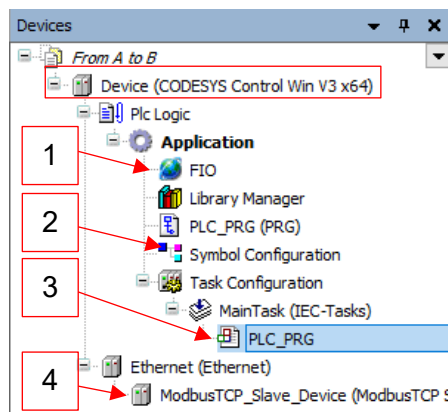 Devices
From A to B
Device (CODESYS Control Win V3 x64)
Plc Logic
1
Application
FIO
Library Manager
2
PLC_PRG (PRG)
Symbol Configuration
3
Task Configuration
MainTask (IEC-Tasks)
PLC_PRG
4
Ethernet (Ethernet)
ModbusTCP_Slave_Device (ModbusTCP S